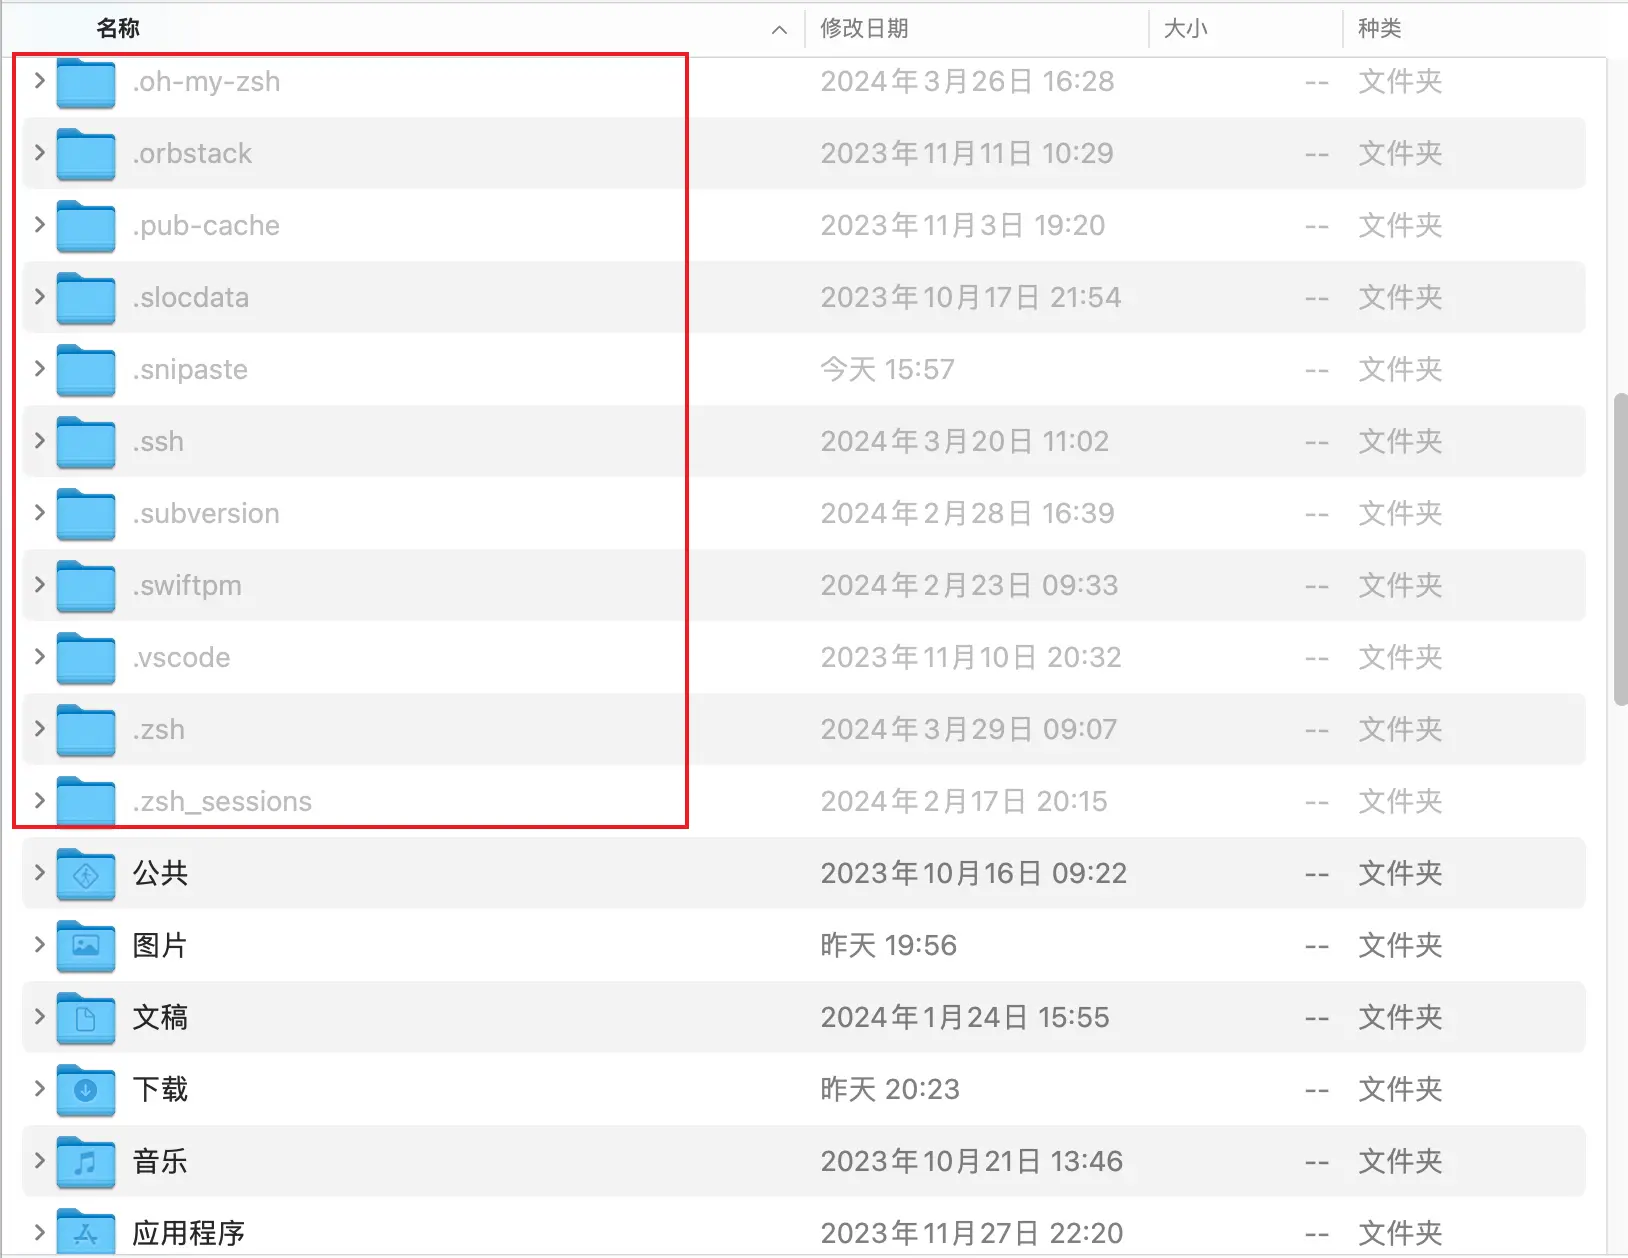 名称 修改日期 大小 种类
.oh-my-zsh 2024年3月26日 16:28 -- 文件夹
.orbstack 2023年11月11日 10:29 -- 文件夹
.pub-cache 2023年11月3日 19:20 -- 文件夹
.slocdata 2023年10月17日 21:54 -- 文件夹
.snipaste 今天 15:57 -- 文件夹
.ssh 2024年3月20日 11:02 -- 文件夹
.subversion 2024年2月28日 16:39 -- 文件夹
.swiftpm 2024年2月23日 09:33 -- 文件夹
.vscode 2023年11月10日 20:32 -- 文件夹
.zsh 2024年3月29日 09:07 -- 文件夹
.zsh_sessions 2024年2月17日 20:15 -- 文件夹
公共 2023年10月16日 09:22 -- 文件夹
图片 昨天 19:56 -- 文件夹
文稿 2024年1月24日 15:55 -- 文件夹
下载 昨天 20:23 -- 文件夹
音乐 2023年10月21日 13:46 -- 文件夹
应用程序 2023年11月27日 22:20 -- 文件夹